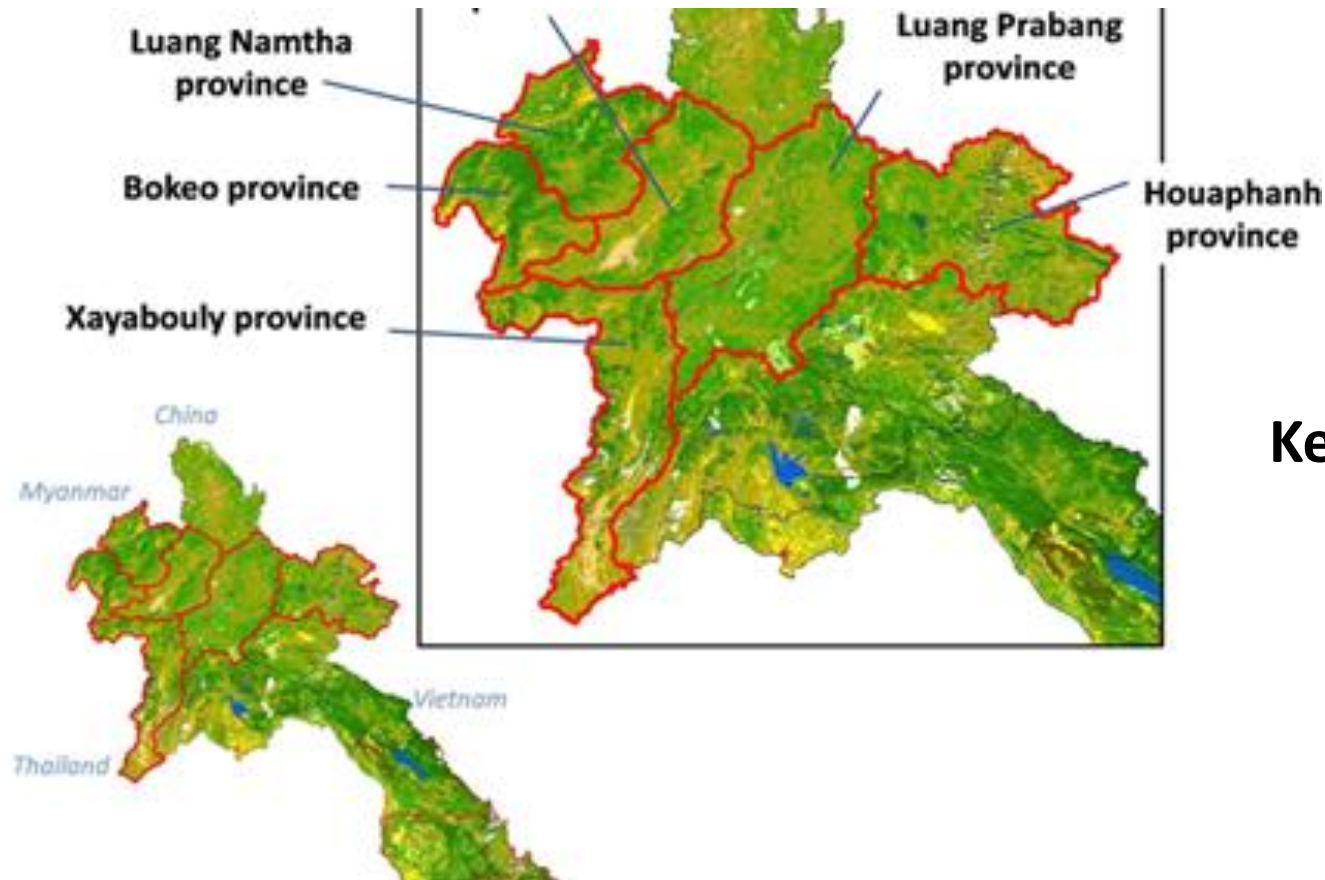 Luang Namtha
province
Luang Prabang
province
Bokeo province
Houaphanh
province
Xayabouly province
China
Myanmar
Ke
Vietnam
Thailand